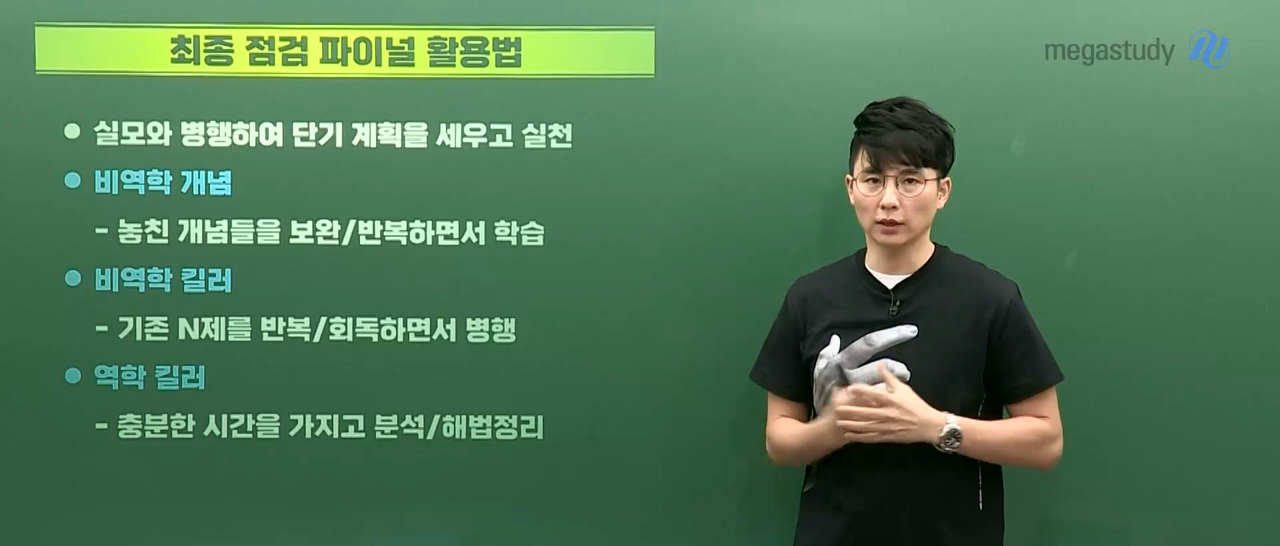 최종 점검 파이널 활용법
megastudy
● 실모와 병행하여 단기 계획을 세우고 실천
● 비역학 개념
- 놓친 개념들을 보완/반복하면서 학습
● 비역학 킬러
- 기존 N제를 반복/회독하면서 병행
● 역학 킬러
- 충분한 시간을 가지고 분석/해법정리